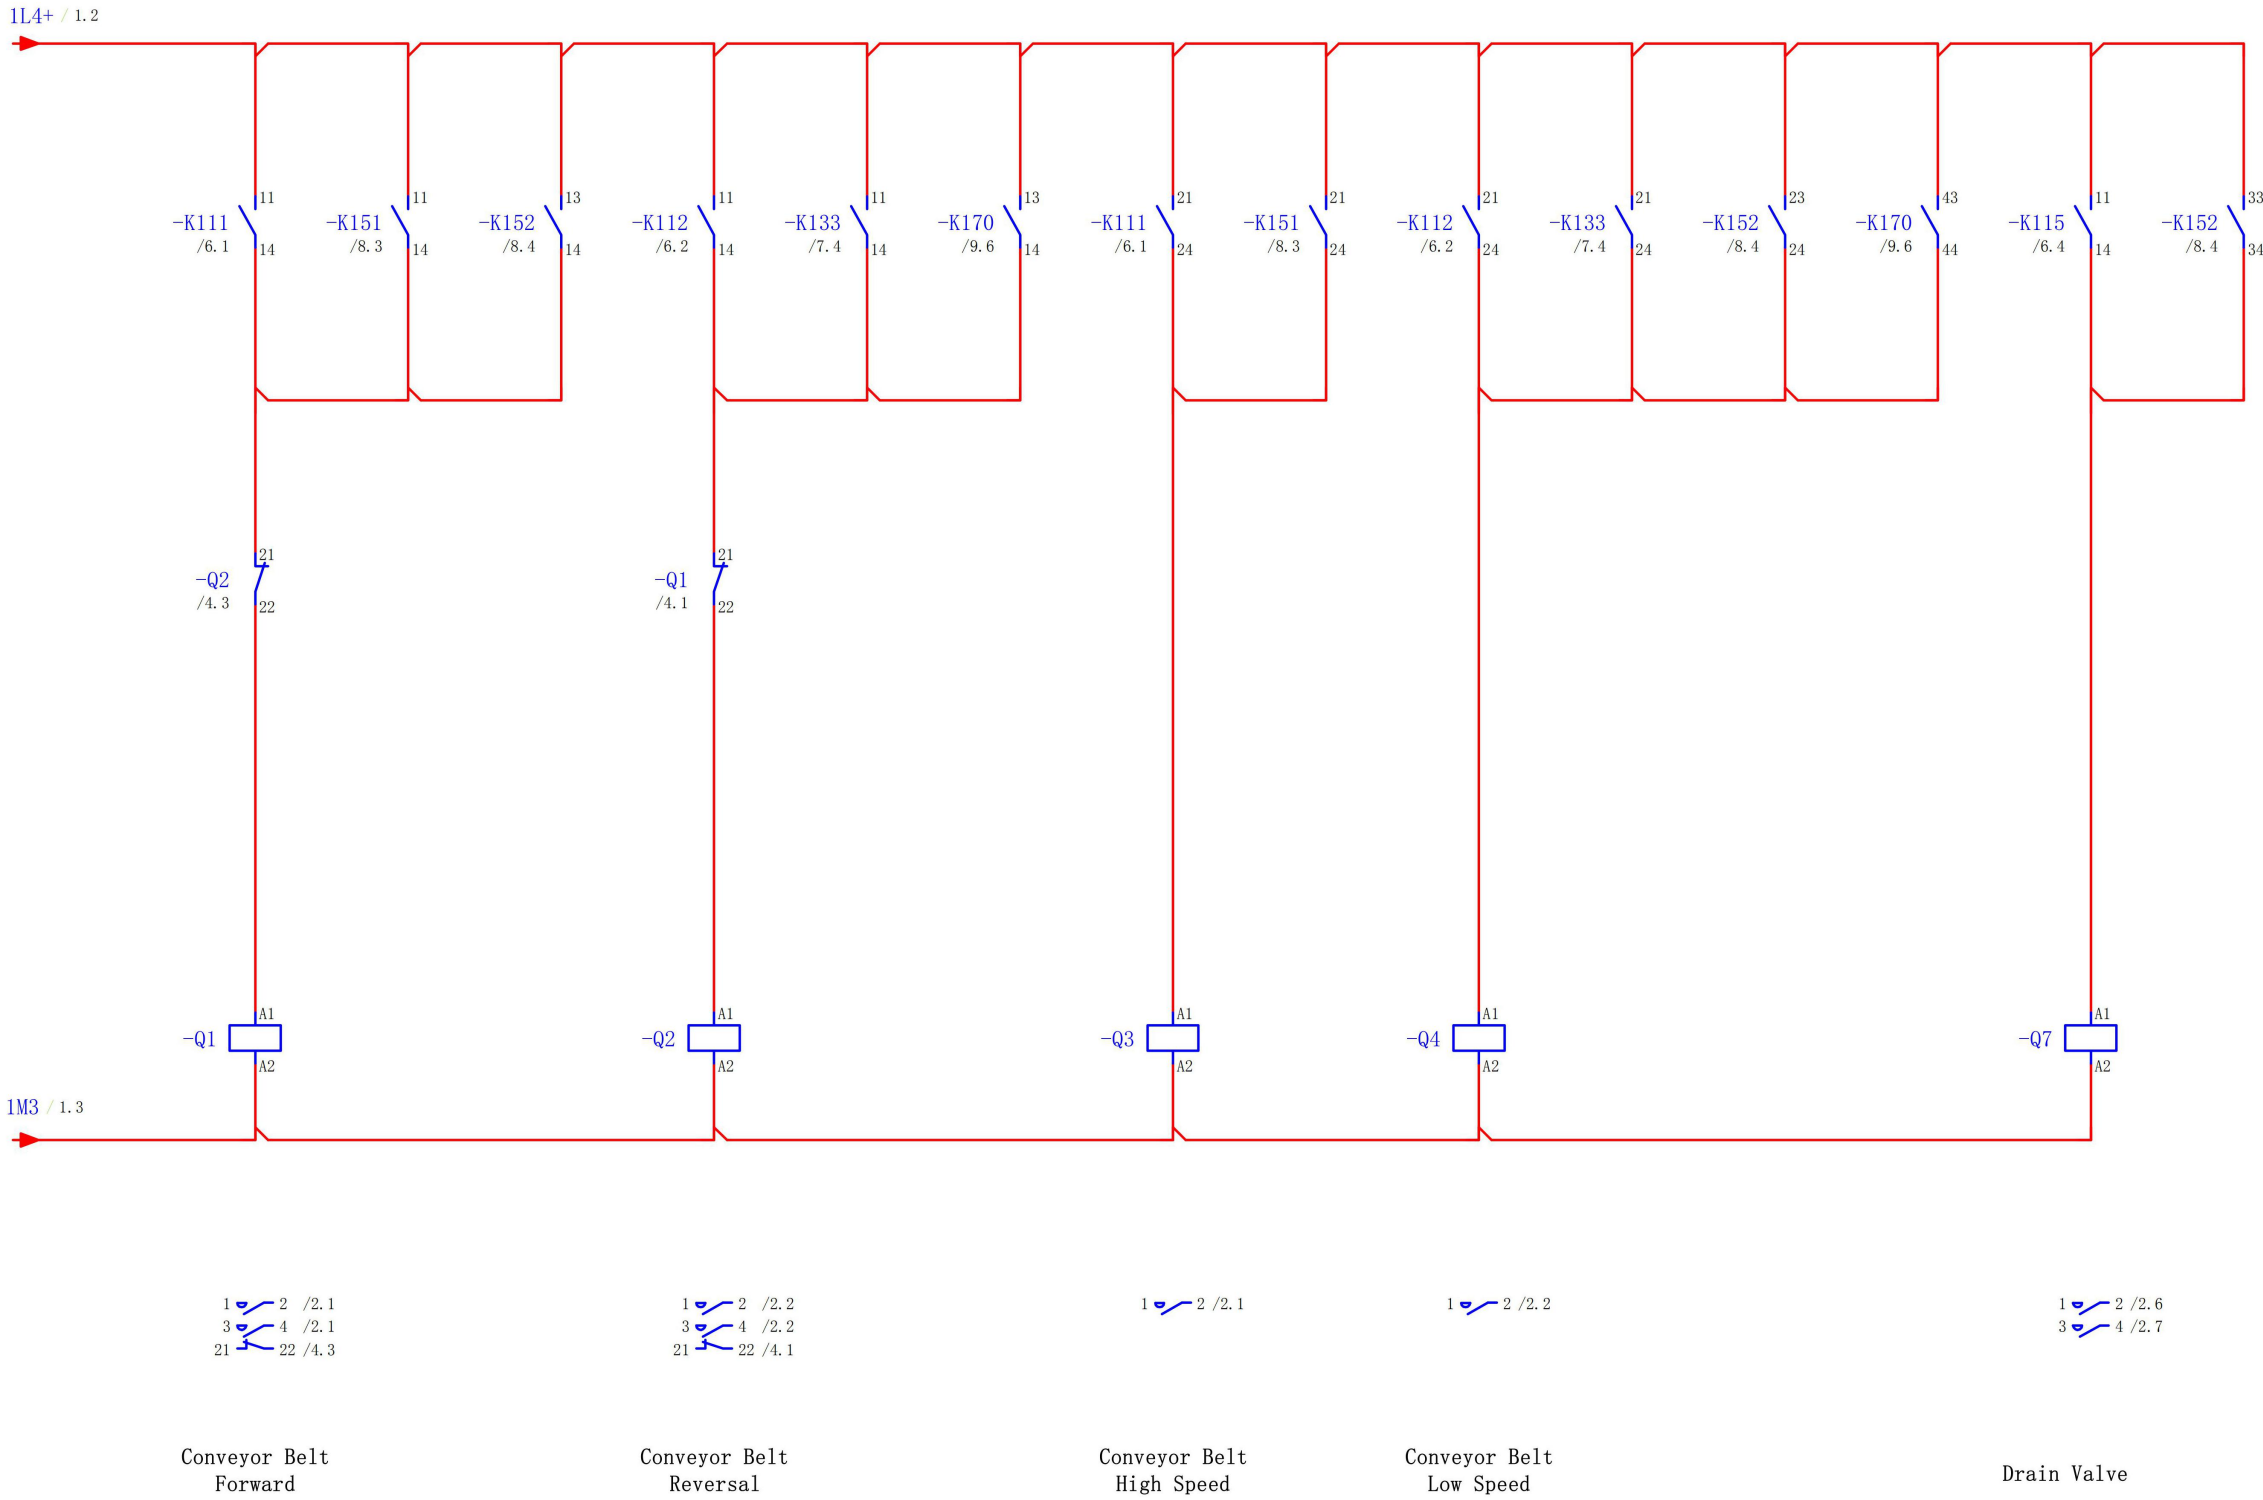 1L4+ / 1.2
11 11 13 11 11 13 21 21 21 21 23 43 11 33
-K111 -K151 -K152 -K112 -K133 -K170 -K111 -K151 -K112 -K133 -K152 -K170 -K115 -K152
/6.1 /8.3 /8.4 /6.2 /7.4 /9.6 /6.1 /8.3 /6.2 /7.4 /8.4 /9.6 /6.4 /8.4
14 14 14 14 14 14 24 24 24 24 24 44 14 34
21 21
-Q2 -Q1
/4.3 /4.1
22 22
A1 A1 A1 A1 A1
-Q1 -Q2 -Q3 -Q4 -Q7
A2 A2 A2 A2 A2
1M3 / 1.3
1 2 /2.1 1 2 /2.2 1 2 /2.1 1 2 /2.2 1 2 /2.6
3 4 /2.1 3 4 /2.2 3 4 /2.7
21 22 /4.3 21 22 /4.1
Conveyor Belt
Forward
Conveyor Belt
Reversal
Conveyor Belt
High Speed
Conveyor Belt
Low Speed
Drain Valve